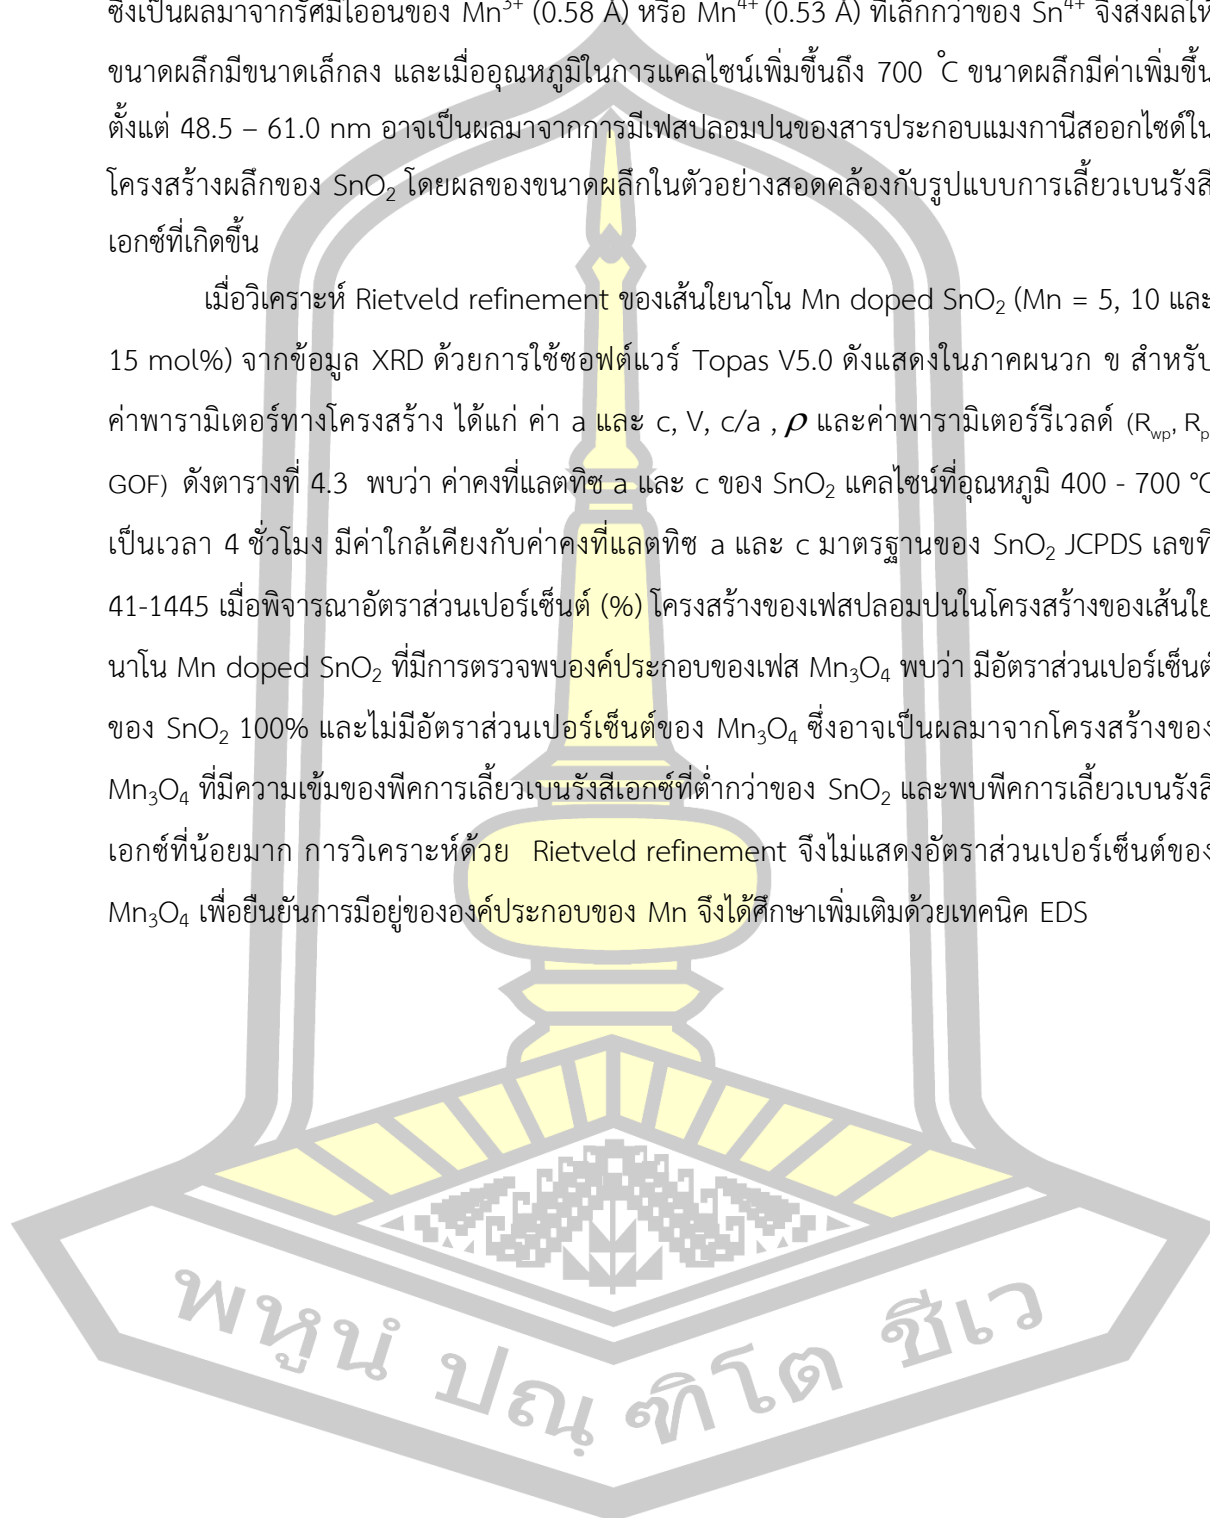 ซึ่งเป็นผลมาจากรัศมีไอออนของ Mn³⁺ (0.58 Å) หรือ Mn⁴⁺ (0.53 Å) ที่เล็กกว่าของ Sn⁴⁺ จึงส่งผลให้
ขนาดผลึกมีขนาดเล็กลง และเมื่ออุณหภูมิในการแคลไซน์เพิ่มขึ้นถึง 700 °C ขนาดผลึกมีค่าเพิ่มขึ้น
ตั้งแต่ 48.5 – 61.0 nm อาจเป็นผลมาจากการมีเฟสปลอมปนของสารประกอบแมงกานีสออกไซด์ใน
โครงสร้างผลึกของ SnO₂ โดยผลของขนาดผลึกในตัวอย่างสอดคล้องกับรูปแบบการเลี้ยวเบนรังสี
เอกซ์ที่เกิดขึ้น
เมื่อวิเคราะห์ Rietveld refinement ของเส้นใยนาโน Mn doped SnO₂ (Mn = 5, 10 และ
15 mol%) จากข้อมูล XRD ด้วยการใช้ซอฟต์แวร์ Topas V5.0 ดังแสดงในภาคผนวก ข สำหรับ
ค่าพารามิเตอร์ทางโครงสร้าง ได้แก่ ค่า a และ c, V, c/a , ρ และค่าพารามิเตอร์รีเวลด์ (R_wp, R_p
GOF) ดังตารางที่ 4.3 พบว่า ค่าคงที่แลตทิซ a และ c ของ SnO₂ แคลไซน์ที่อุณหภูมิ 400 - 700 °C
เป็นเวลา 4 ชั่วโมง มีค่าใกล้เคียงกับค่าคงที่แลตทิซ a และ c มาตรฐานของ SnO₂ JCPDS เลขที่
41-1445 เมื่อพิจารณาอัตราส่วนเปอร์เซ็นต์ (%) โครงสร้างของเฟสปลอมปนในโครงสร้างของเส้นใย
นาโน Mn doped SnO₂ ที่มีการตรวจพบองค์ประกอบของเฟส Mn₃O₄ พบว่า มีอัตราส่วนเปอร์เซ็นต์
ของ SnO₂ 100% และไม่มีอัตราส่วนเปอร์เซ็นต์ของ Mn₃O₄ ซึ่งอาจเป็นผลมาจากโครงสร้างของ
Mn₃O₄ ที่มีความเข้มของพีคการเลี้ยวเบนรังสีเอกซ์ที่ต่ำกว่าของ SnO₂ และพบพีคการเลี้ยวเบนรังสี
เอกซ์ที่น้อยมาก การวิเคราะห์ด้วย Rietveld refinement จึงไม่แสดงอัตราส่วนเปอร์เซ็นต์ของ
Mn₃O₄ เพื่อยืนยันการมีอยู่ขององค์ประกอบของ Mn จึงได้ศึกษาเพิ่มเติมด้วยเทคนิค EDS
พหูนํ ปณฺฑิโต ชีเว